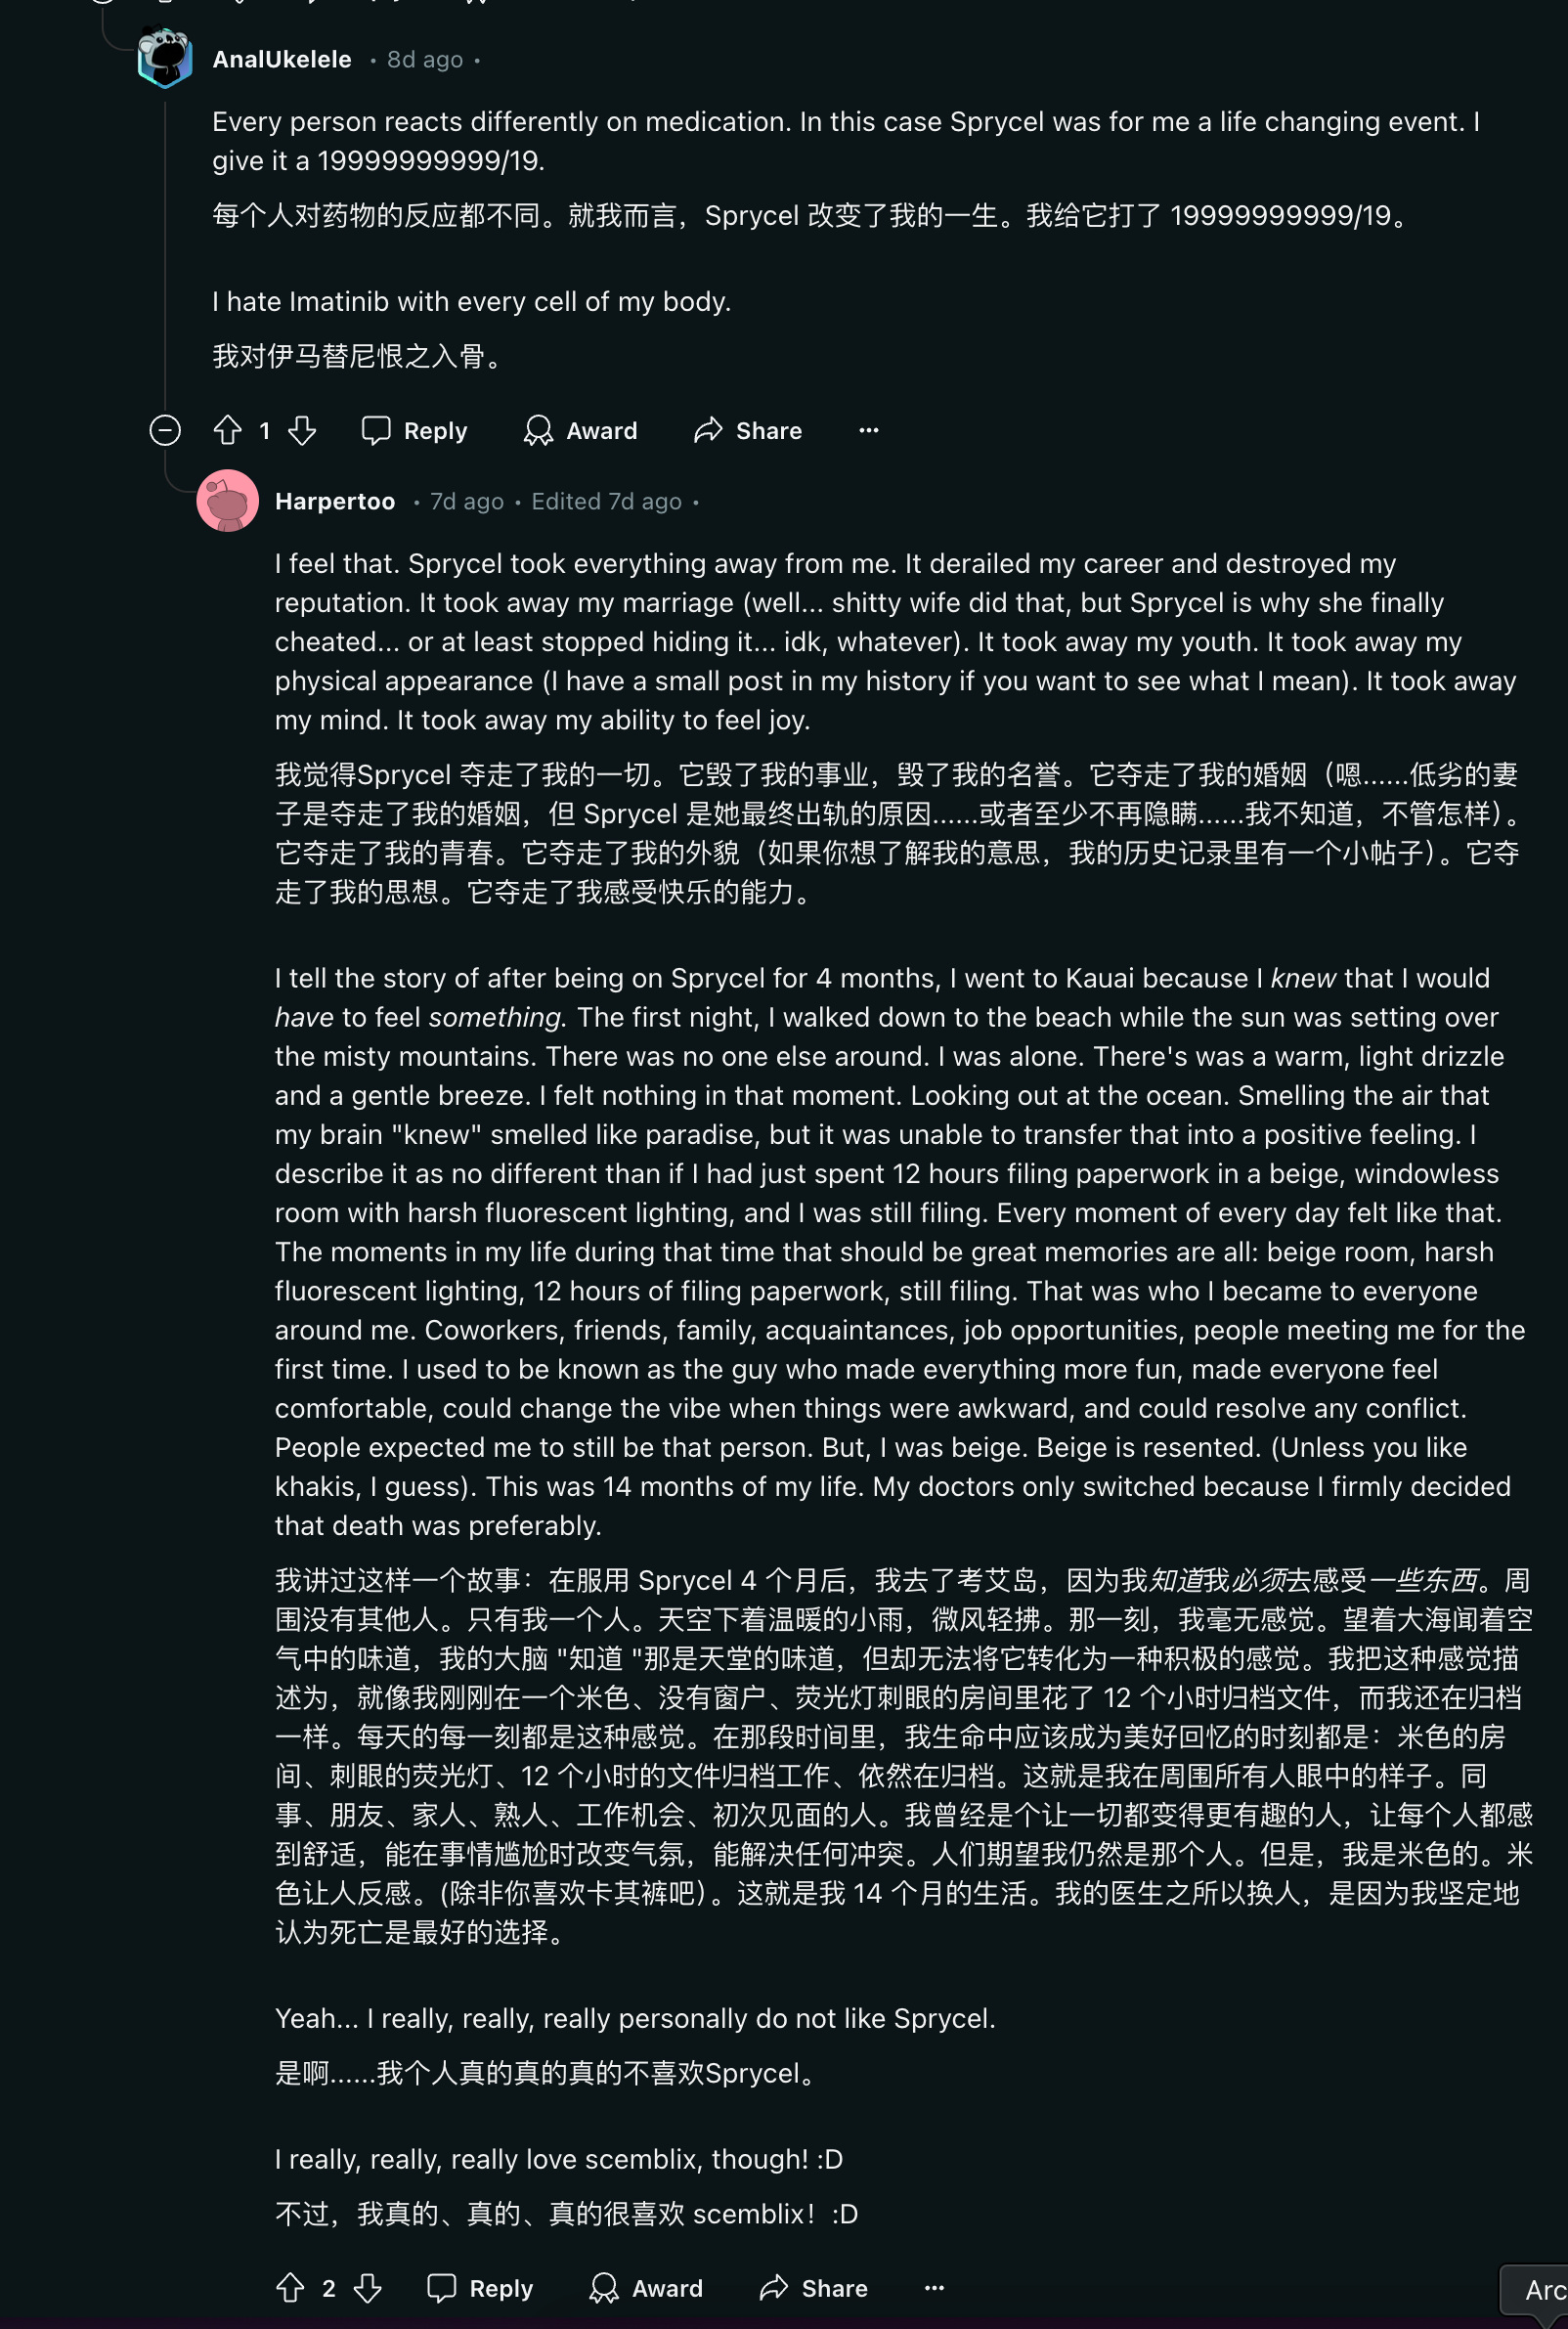 AnalUkelele • 8d ago •
Every person reacts differently on medication. In this case Sprycel was for me a life changing event. I
give it a 19999999999/19.
每个人对药物的反应都不同。就我而言，Sprycel 改变了我的一生。我给它打了 19999999999/19。
I hate Imatinib with every cell of my body.
我对伊马替尼恨之入骨。
1 Reply Award Share ···
Harpertoo • 7d ago • Edited 7d ago •
I feel that. Sprycel took everything away from me. It derailed my career and destroyed my
reputation. It took away my marriage (well... shitty wife did that, but Sprycel is why she finally
cheated... or at least stopped hiding it... idk, whatever). It took away my youth. It took away my
physical appearance (I have a small post in my history if you want to see what I mean). It took away
my mind. It took away my ability to feel joy.
我觉得Sprycel 夺走了我的一切。它毁了我的事业，毁了我的名誉。它夺走了我的婚姻（嗯......低劣的妻
子是夺走了我的婚姻，但 Sprycel 是她最终出轨的原因......或者至少不再隐瞒......我不知道，不管怎样）。
它夺走了我的青春。它夺走了我的外貌（如果你想了解我的意思，我的历史记录里有一个小帖子）。它夺
走了我的思想。它夺走了我感受快乐的能力。
I tell the story of after being on Sprycel for 4 months, I went to Kauai because I knew that I would
have to feel something. The first night, I walked down to the beach while the sun was setting over
the misty mountains. There was no one else around. I was alone. There's was a warm, light drizzle
and a gentle breeze. I felt nothing in that moment. Looking out at the ocean. Smelling the air that
my brain "knew" smelled like paradise, but it was unable to transfer that into a positive feeling. I
describe it as no different than if I had just spent 12 hours filing paperwork in a beige, windowless
room with harsh fluorescent lighting, and I was still filing. Every moment of every day felt like that.
The moments in my life during that time that should be great memories are all: beige room, harsh
fluorescent lighting, 12 hours of filing paperwork, still filing. That was who I became to everyone
around me. Coworkers, friends, family, acquaintances, job opportunities, people meeting me for the
first time. I used to be known as the guy who made everything more fun, made everyone feel
comfortable, could change the vibe when things were awkward, and could resolve any conflict.
People expected me to still be that person. But, I was beige. Beige is resented. (Unless you like
khakis, I guess). This was 14 months of my life. My doctors only switched because I firmly decided
that death was preferably.
我讲过这样一个故事：在服用 Sprycel 4 个月后，我去了考艾岛，因为我知道我必须去感受一些东西。周
围没有其他人。只有我一个人。天空下着温暖的小雨，微风轻拂。那一刻，我毫无感觉。望着大海闻着空
气中的味道，我的大脑 "知道 "那是天堂的味道，但却无法将它转化为一种积极的感觉。我把这种感觉描
述为，就像我刚刚在一个米色、没有窗户、荧光灯刺眼的房间里花了 12 个小时归档文件，而我还在归档
一样。每天的每一刻都是这种感觉。在那段时间里，我生命中应该成为美好回忆的时刻都是：米色的房
间、刺眼的荧光灯、12 个小时的文件归档工作、依然在归档。这就是我在周围所有人眼中的样子。同
事、朋友、家人、熟人、工作机会、初次见面的人。我曾经是个让一切都变得更有趣的人，让每个人都感
到舒适，能在事情尴尬时改变气氛，能解决任何冲突。人们期望我仍然是那个人。但是，我是米色的。米
色让人反感。(除非你喜欢卡其裤吧）。这就是我 14 个月的生活。我的医生之所以换人，是因为我坚定地
认为死亡是最好的选择。
Yeah... I really, really, really personally do not like Sprycel.
是啊......我个人真的真的真的不喜欢Sprycel。
I really, really, really love scemblix, though! :D
不过，我真的、真的、真的很喜欢 scemblix！:D
2 Reply Award Share ···
Arc